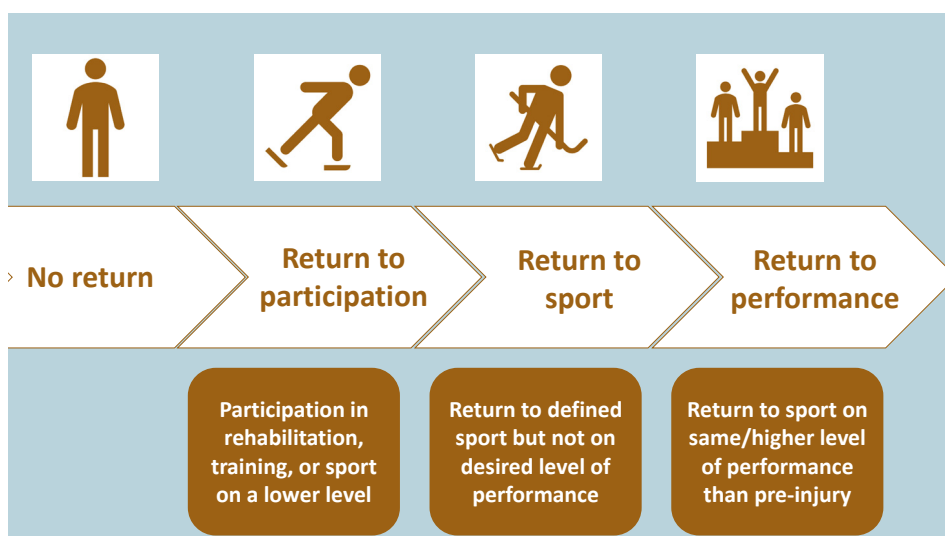 No return
Return to
participation
Return to
sport
Return to
performance
Participation in
rehabilitation,
training, or sport
on a lower level
Return to defined
sport but not on
desired level of
performance
Return to sport on
same/higher level
of performance
than pre-injury